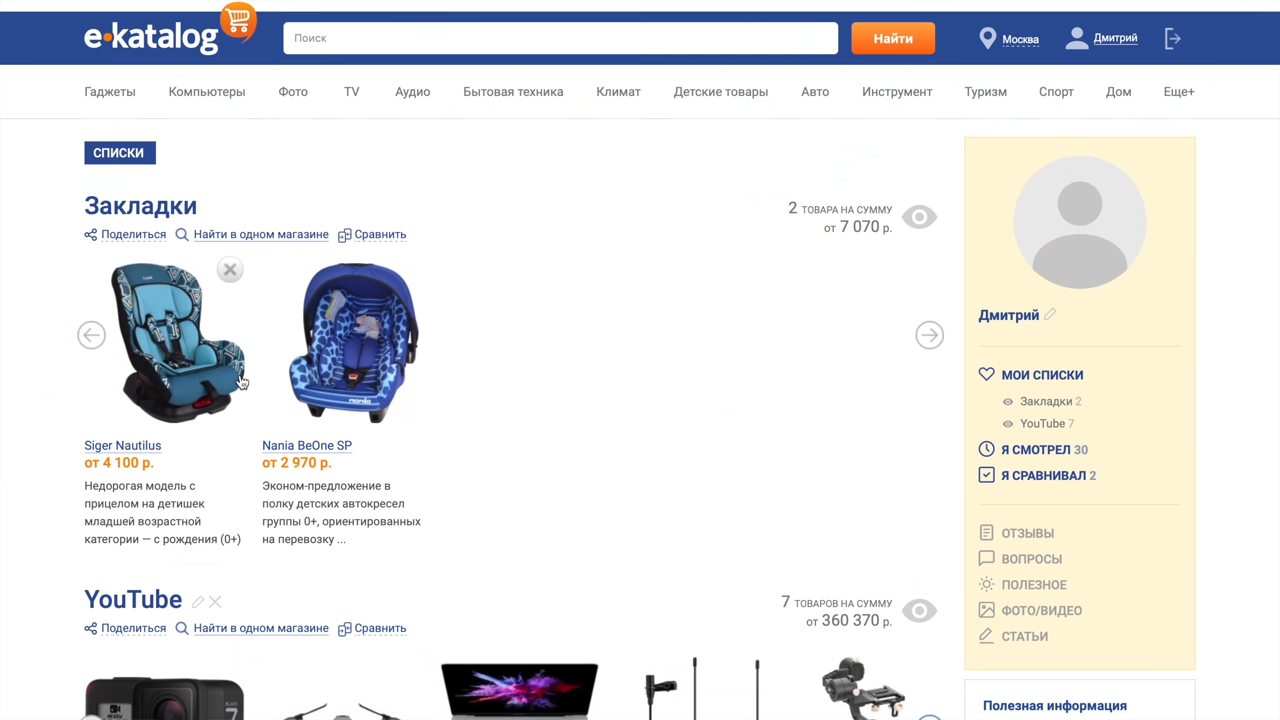 e•katalog
Поиск
Найти
Москва
Дмитрий
Гаджеты Компьютеры Фото TV Аудио Бытовая техника Климат Детские товары Авто Инструмент Туризм Спорт Дом Еще+
СПИСКИ
Закладки
2 ТОВАРА НА СУММУ
от 7 070 р.
Поделиться Найти в одном магазине Сравнить
nania
Siger Nautilus
от 4 100 р.
Недорогая модель с
прицелом на детишек
младшей возрастной
категории — с рождения (0+)
Nania BeOne SP
от 2 970 р.
Эконом-предложение в
полку детских автокресел
группы 0+, ориентированных
на перевозку ...
YouTube
7 ТОВАРОВ НА СУММУ
от 360 370 р.
Поделиться Найти в одном магазине Сравнить
7
Дмитрий
МОИ СПИСКИ
Закладки 2
YouTube 7
Я СМОТРЕЛ 30
Я СРАВНИВАЛ 2
ОТЗЫВЫ
ВОПРОСЫ
ПОЛЕЗНОЕ
ФОТО/ВИДЕО
СТАТЬИ
Полезная информация